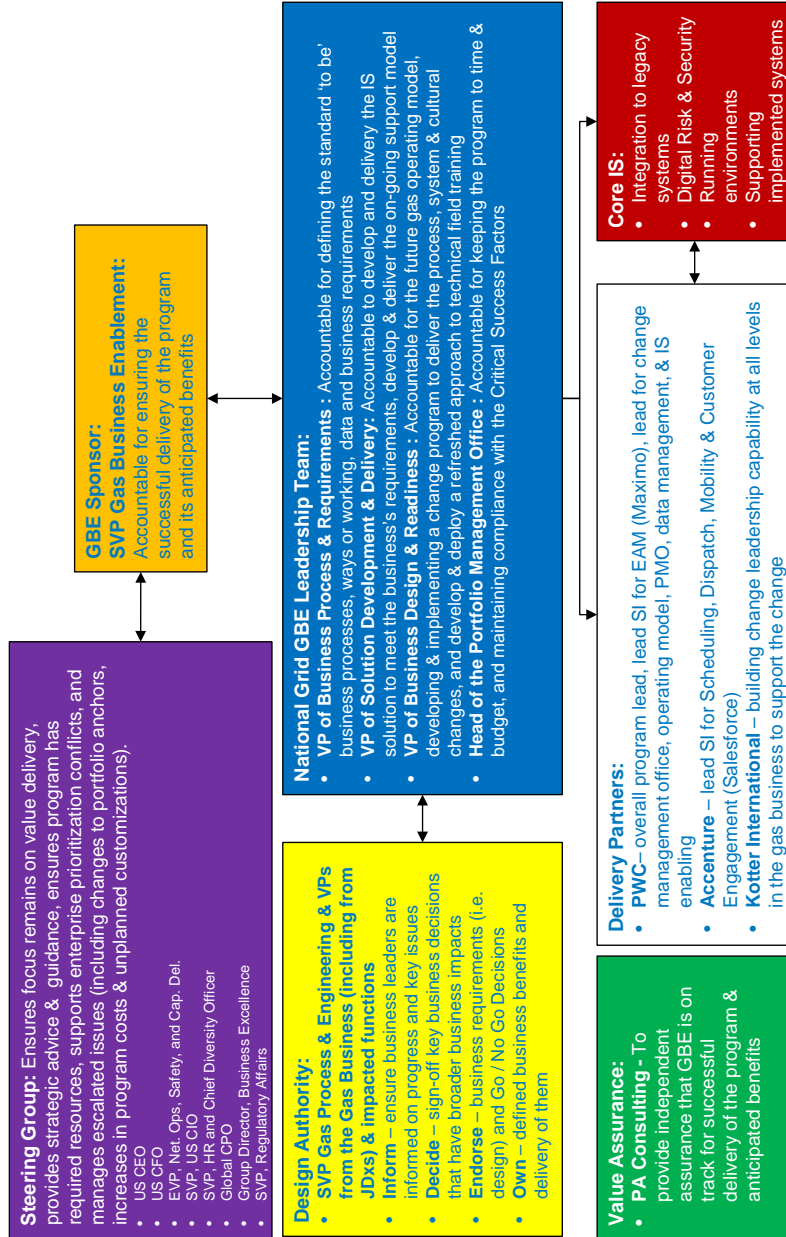 Steering Group: Ensures focus remains on value delivery,
provides strategic advice & guidance, ensures program has
required resources, supports enterprise prioritization conflicts, and
manages escalated issues (including changes to portfolio anchors,
increases in program costs & unplanned customizations).
• US CEO
• US CFO
• EVP, Net. Ops, Safety, and Cap. Del.
• SVP, US CIO
• SVP, HR and Chief Diversity Officer
• Global CPO
• Group Director, Business Excellence
• SVP, Regulatory Affairs
GBE Sponsor:
SVP Gas Business Enablement:
Accountable for ensuring the
successful delivery of the program
and its anticipated benefits
Design Authority:
• SVP Gas Process & Engineering & VPs
from the Gas Business (including from
JDxs) & impacted functions
• Inform – ensure business leaders are
informed on progress and key issues
• Decide – sign-off key business decisions
that have broader business impacts
• Endorse – business requirements (i.e.
design) and Go / No Go Decisions
• Own – defined business benefits and
delivery of them
National Grid GBE Leadership Team:
• VP of Business Process & Requirements : Accountable for defining the standard ‘to be’
business processes, ways or working, data and business requirements
• VP of Solution Development & Delivery: Accountable to develop and delivery the IS
solution to meet the business’s requirements, develop & deliver the on-going support model
• VP of Business Design & Readiness : Accountable for the future gas operating model,
developing & implementing a change program to deliver the process, system & cultural
changes, and develop & deploy a refreshed approach to technical field training
• Head of the Portfolio Management Office : Accountable for keeping the program to time &
budget, and maintaining compliance with the Critical Success Factors
Value Assurance:
• PA Consulting - To
provide independent
assurance that GBE is on
track for successful
delivery of the program &
anticipated benefits
Delivery Partners:
• PWC– overall program lead, lead SI for EAM (Maximo), lead for change
management office, operating model, PMO, data management, & IS
enabling
• Accenture – lead SI for Scheduling, Dispatch, Mobility & Customer
Engagement (Salesforce)
• Kotter International – building change leadership capability at all levels
in the gas business to support the change
Core IS:
• Integration to legacy
systems
• Digital Risk & Security
• Running
environments
• Supporting
implemented systems